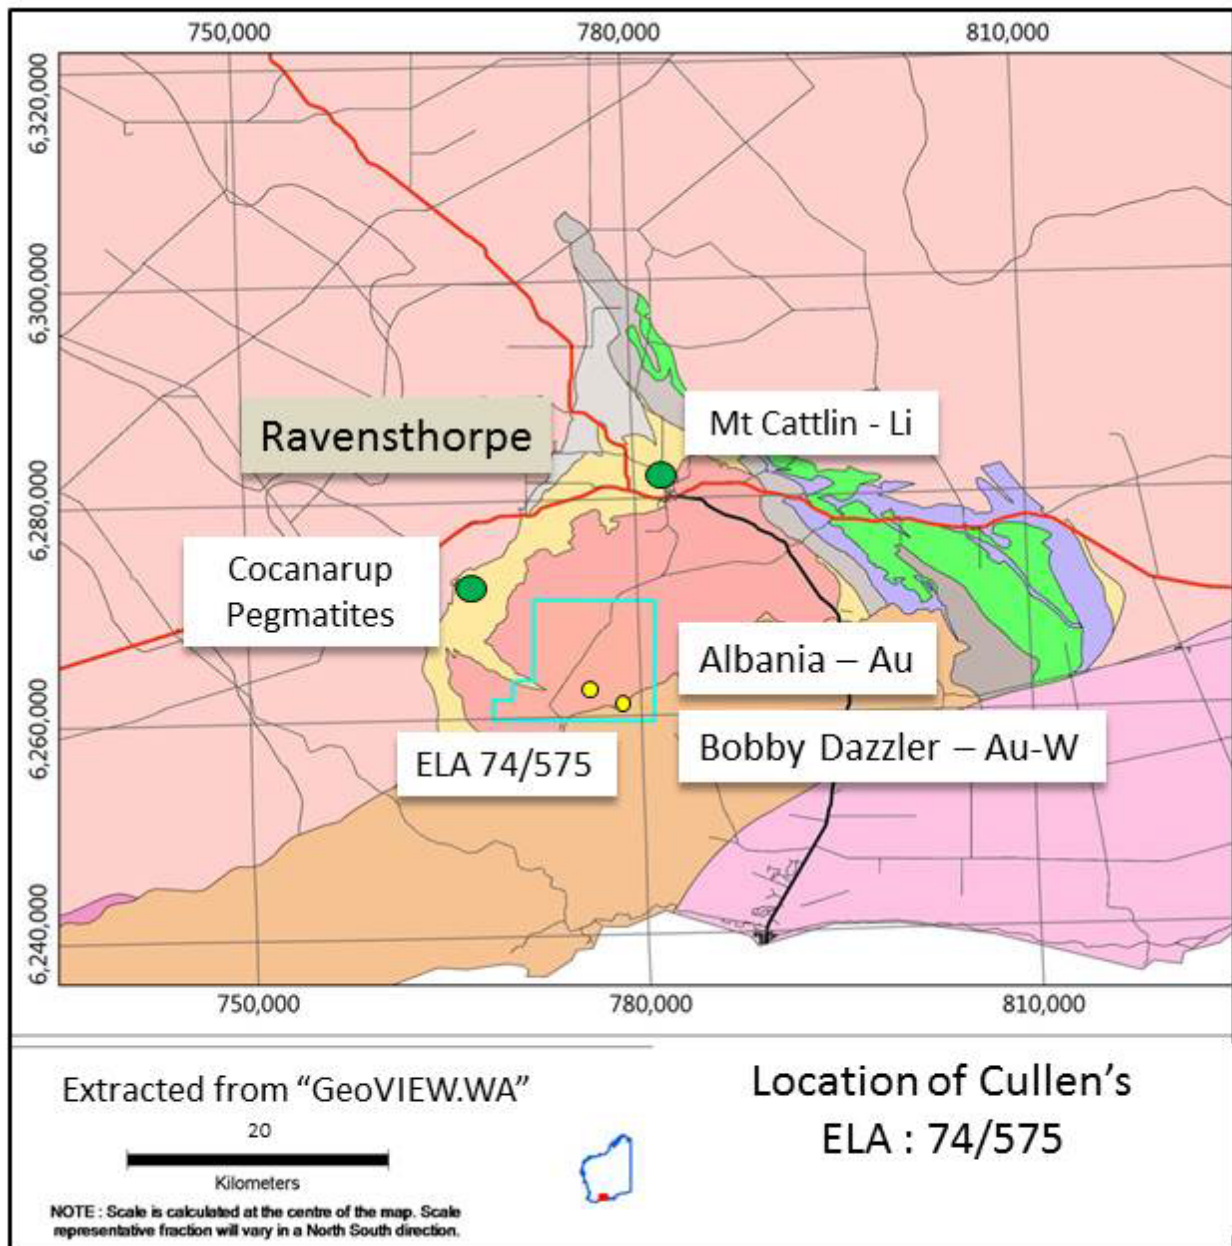 750,000
780,000
810,000
6,320,000
6,300,000
6,280,000
6,260,000
6,240,000
Ravensthorpe
Mt Cattlin - Li
Cocanarup
Pegmatites
Albania – Au
Bobby Dazzler – Au-W
ELA 74/575
750,000
780,000
810,000
Extracted from “GeoVIEW.WA”
20
Kilometers
NOTE : Scale is calculated at the centre of the map. Scale
representative fraction will vary in a North South direction.
Location of Cullen’s
ELA : 74/575